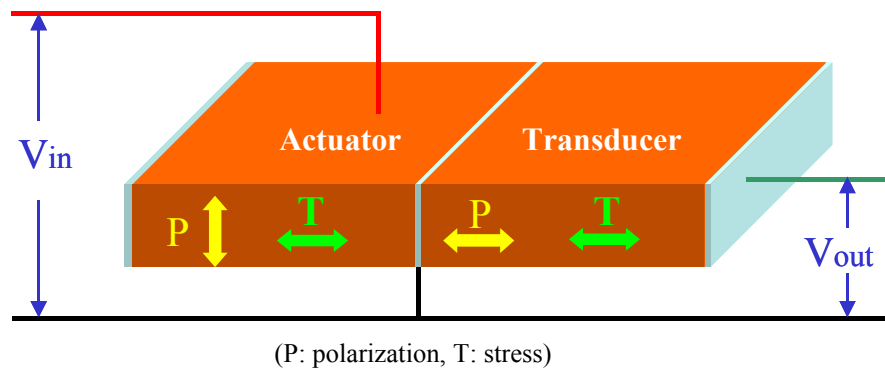 Vin
Actuator
Transducer
P
T
P
T
Vout
(P: polarization, T: stress)